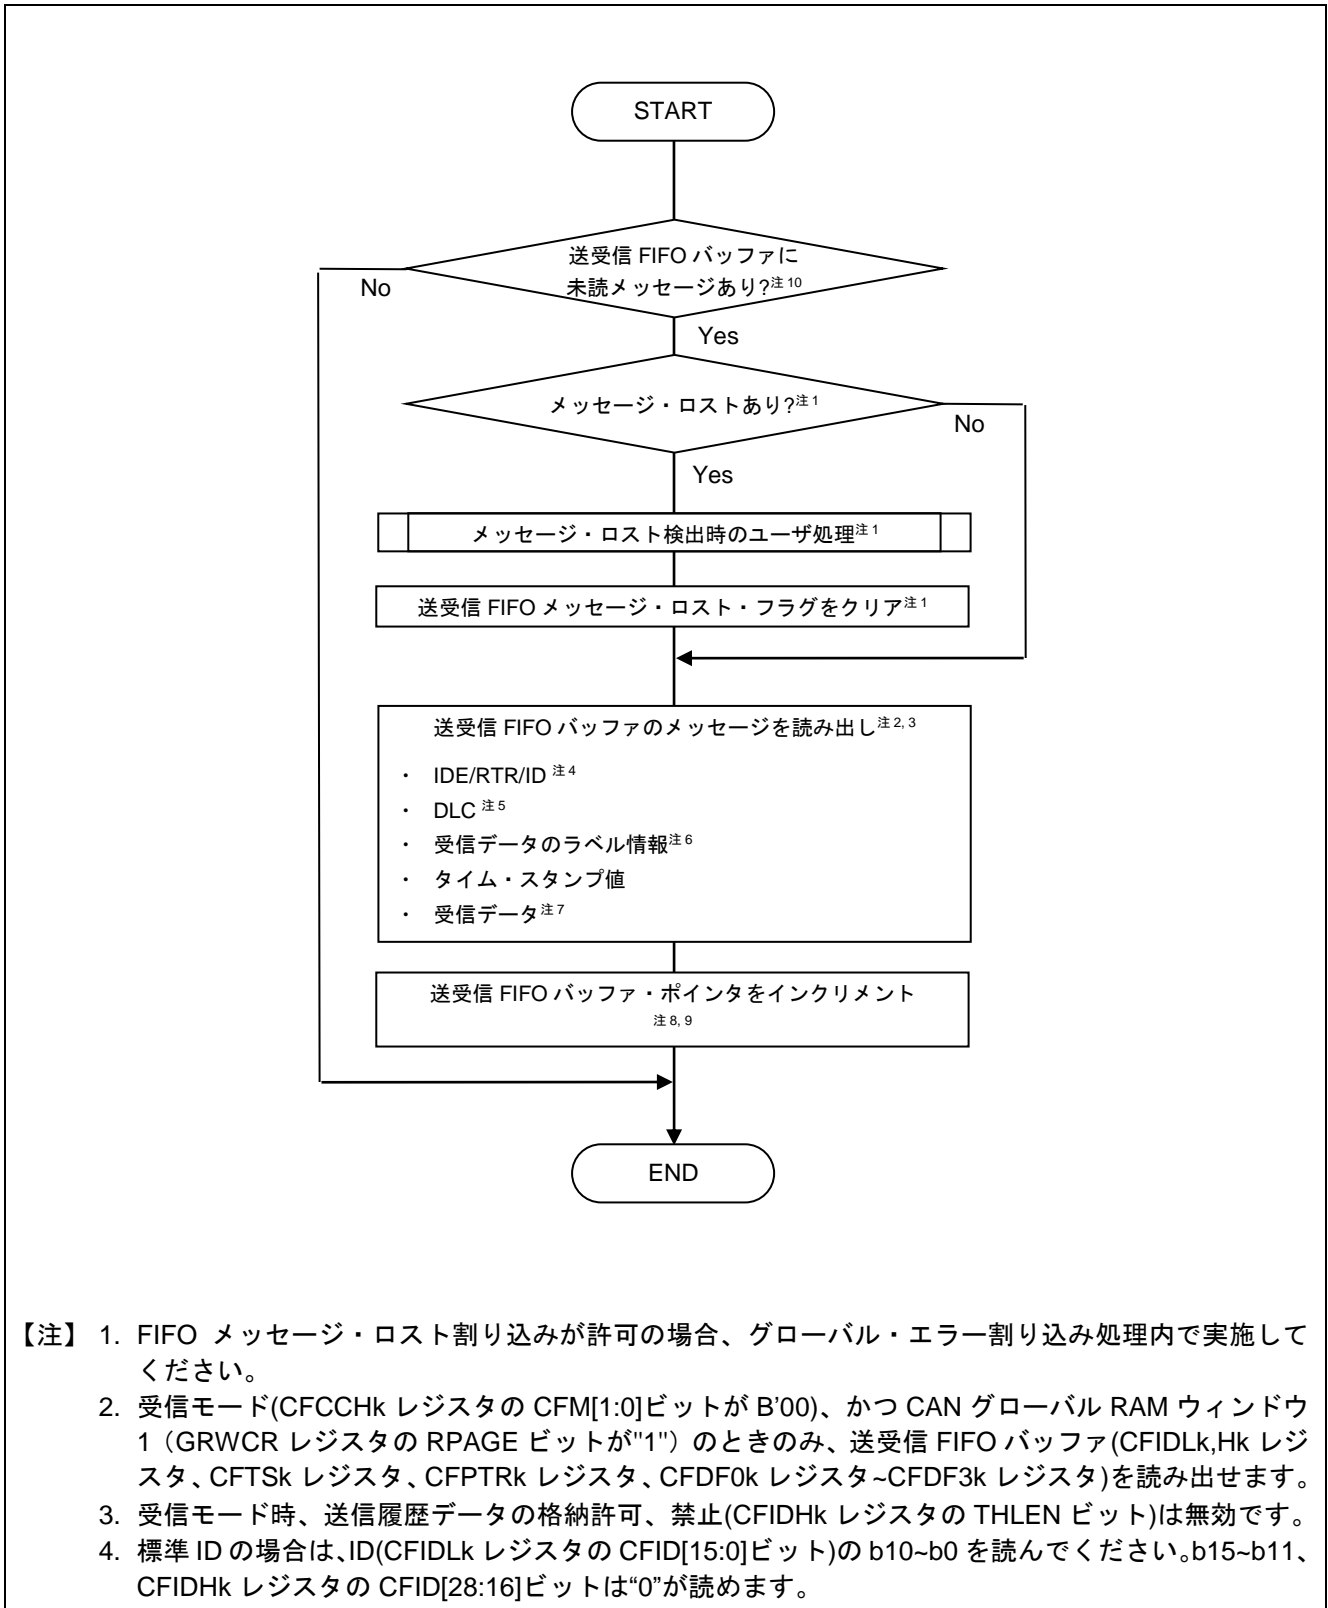 START
送受信 FIFO バッファに
未読メッセージあり?注 10
No
Yes
メッセージ・ロストあり?注 1
No
Yes
メッセージ・ロスト検出時のユーザ処理注 1
送受信 FIFO メッセージ・ロスト・フラグをクリア注 1
送受信 FIFO バッファのメッセージを読み出し注 2, 3
・ IDE/RTR/ID 注 4
・ DLC 注 5
・ 受信データのラベル情報注 6
・ タイム・スタンプ値
・ 受信データ注 7
送受信 FIFO バッファ・ポインタをインクリメント
注 8, 9
END
【注】 1. FIFO メッセージ・ロスト割り込みが許可の場合、グローバル・エラー割り込み処理内で実施して
ください。
2. 受信モード(CFCCHk レジスタの CFM[1:0]ビットが B'00)、かつ CAN グローバル RAM ウィンドウ
1（GRWCR レジスタの RPAGE ビットが"1"）のときのみ、送受信 FIFO バッファ(CFIDLk,Hk レジ
スタ、CFTSk レジスタ、CFPTRk レジスタ、CFDF0k レジスタ~CFDF3k レジスタ)を読み出せます。
3. 受信モード時、送信履歴データの格納許可、禁止(CFIDHk レジスタの THLEN ビット)は無効です。
4. 標準 ID の場合は、ID(CFIDLk レジスタの CFID[15:0]ビット)の b10~b0 を読んでください。b15~b11、
CFIDHk レジスタの CFID[28:16]ビットは“0”が読めます。